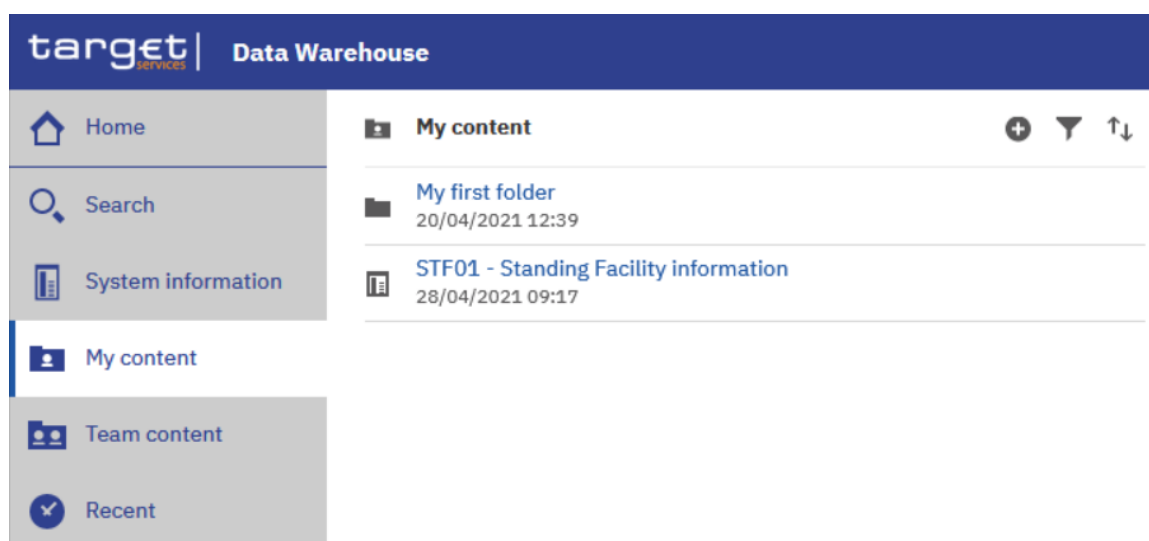 target services | Data Warehouse
Home
Search
System information
My content
Team content
Recent
My content
My first folder
20/04/2021 12:39
STF01 - Standing Facility information
28/04/2021 09:17